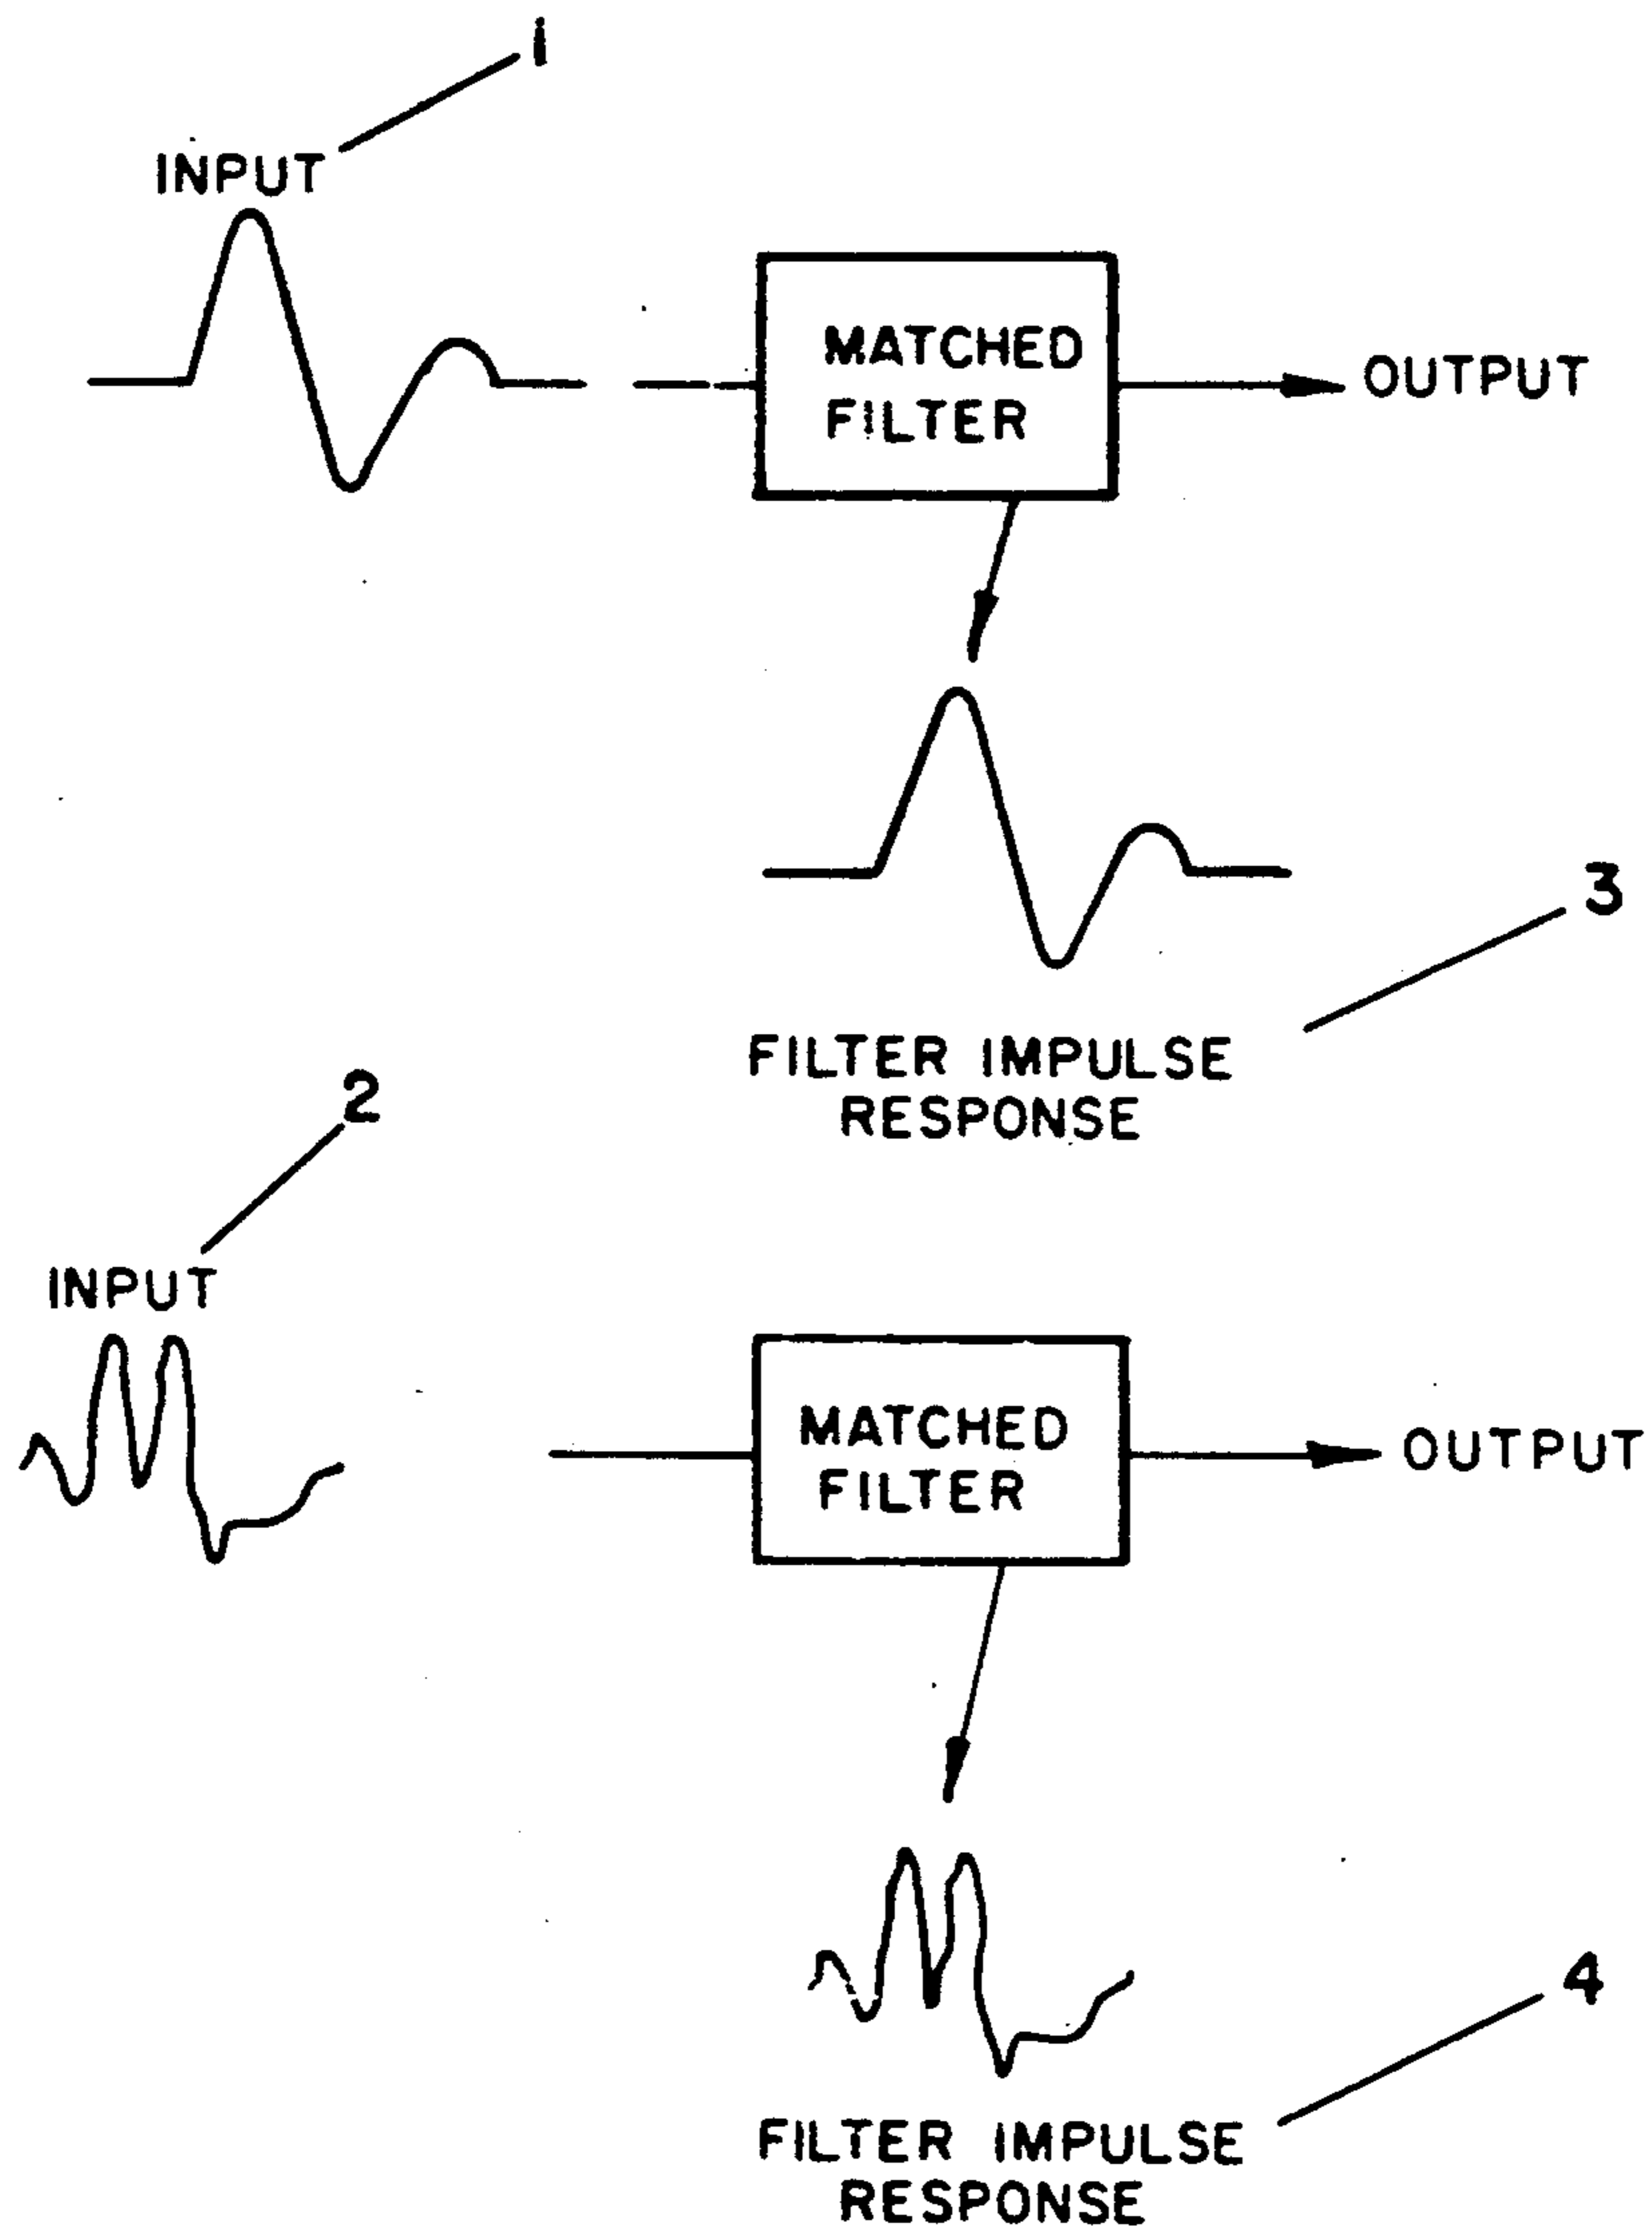 1
INPUT
MATCHED
FILTER
OUTPUT
3
FILTER IMPULSE
RESPONSE
2
INPUT
MATCHED
FILTER
OUTPUT
4
FILTER IMPULSE
RESPONSE